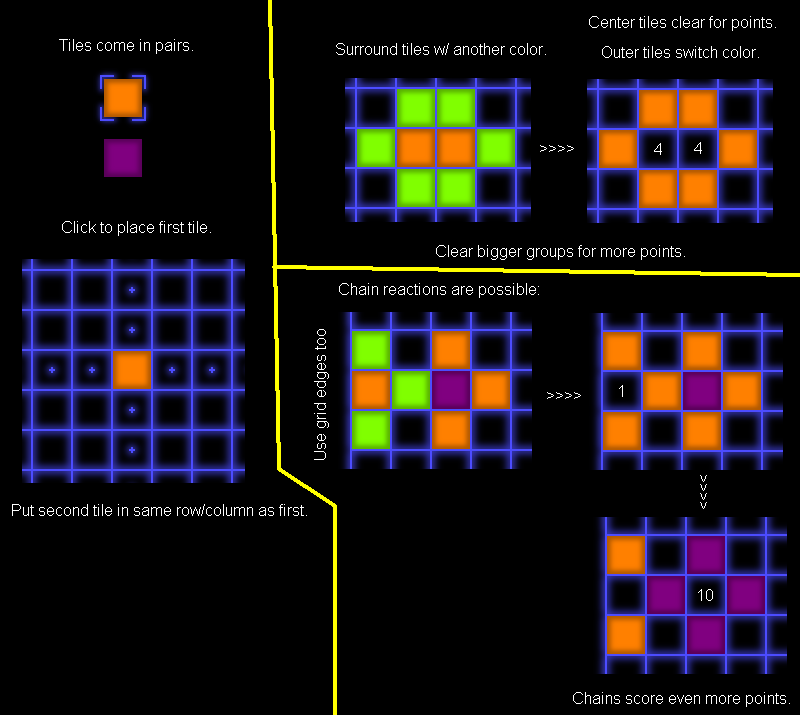 Tiles come in pairs.
Click to place first tile.
Put second tile in same row/column as first.
Surround tiles w/ another color.
>>>>
Center tiles clear for points.
Outer tiles switch color.
4 4
Clear bigger groups for more points.
Chain reactions are possible:
Use grid edges too
>>>>
1
>>>>
10
Chains score even more points.